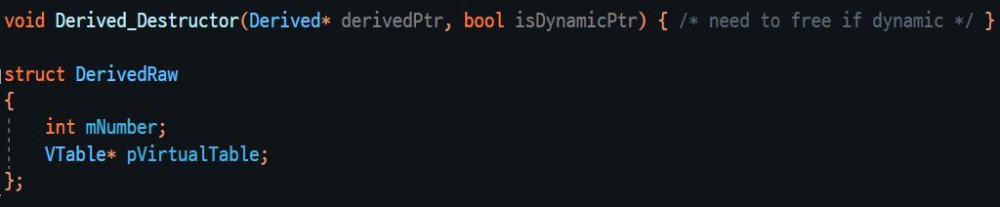 void Derived_Destructor(Derived* derivedPtr, bool isDynamicPtr) { /* need to free if dynamic */ }
struct DerivedRaw
{
int mNumber;
VTable* pVirtualTable;
};